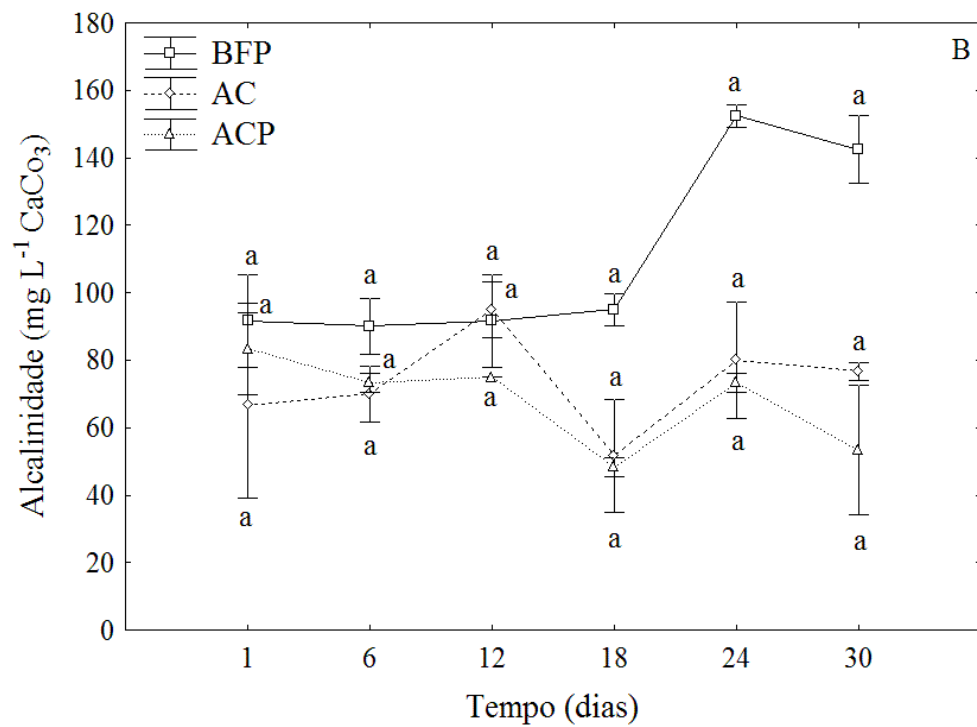 180
160
140
120
100
80
60
40
20
0
Alcalinidade (mg L-1 CaCo3)
BFP
AC
ACP
B
a a a a a a
a a a a a a
a a a a a a
1 6 12 18 24 30
Tempo (dias)